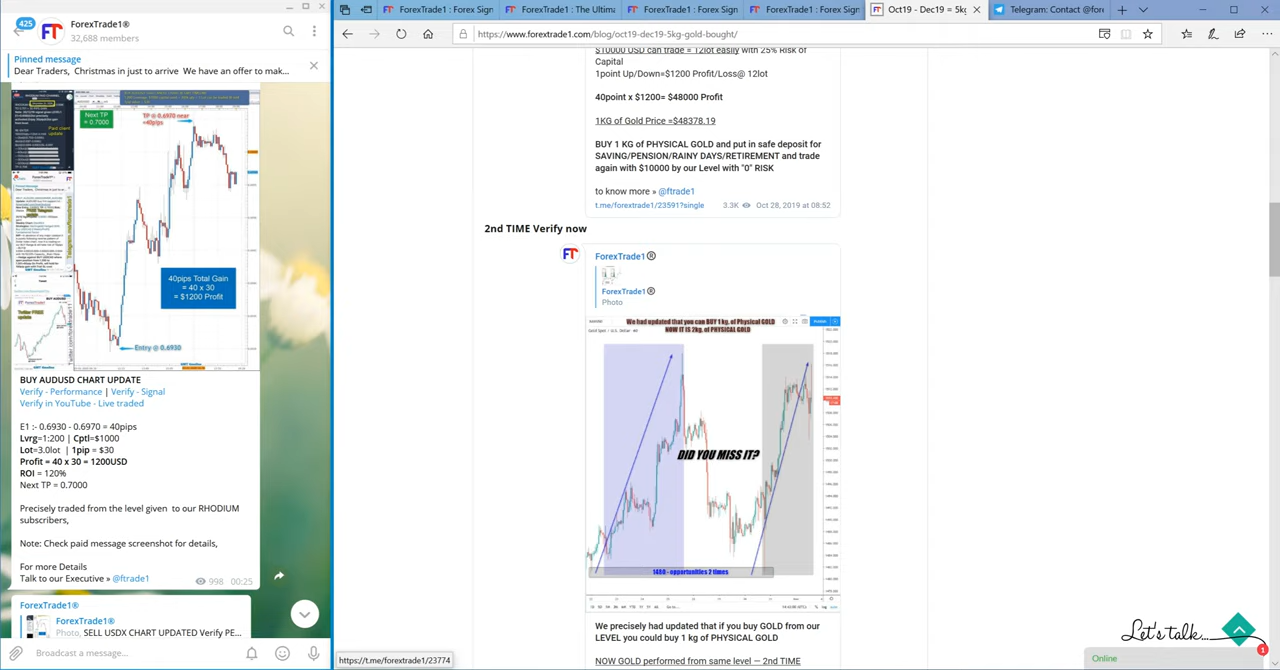 425
FT
ForexTrade1®
32,688 members
Pinned message
Dear Traders, Christmas in just to arrive We have an offer to mak...
Next TP
= 0.7000
TP @ 0.6970 near
=40pips
40pips Total Gain
= 40 x 30
= $1200 Profit
Entry @ 0.6930
BUY AUDUSD CHART UPDATE
Verify - Performance | Verify - Signal
Verify in YouTube - Live traded
E1 :- 0.6930 - 0.6970 = 40pips
Lvrg=1:200 | Cptl=$1000
Lot=3.0lot | 1pip = $30
Profit = 40 x 30 = 1200USD
ROI = 120%
Next TP = 0.7000
Precisely traded from the level given to our RHODIUM
subscribers,
Note: Check paid message screenshot for details,
For more Details
Talk to our Executive » @ftrade1
998 00:25
ForexTrade1®
ForexTrade1®
Photo, SELL USDX CHART UPDATED Verify PE...
Broadcast a message...
ForexTrade1 : Forex Sign
ForexTrade1 : The Ultima
ForexTrade1 : Forex Sign
ForexTrade1 : Forex Sign
Oct19 - Dec19 = 5kg
Telegram: Contact @fore
https://www.forextrade1.com/blog/oct19-dec19-5kg-gold-bought/
$10000 USD can trade = 12lot easily with 25% Risk of
Capital
1point Up/Down=$1200 Profit/Loss@ 12lot
40point x $1200= $48000 Profit
1KG of Gold Price =$48378.19
BUY 1 KG of PHYSICAL GOLD and put in safe deposit for
SAVING/PENSION/RAINY DAYS/RETIREMENT and trade
again with $10000 by our Level with "0" RISK
to know more » @ftrade1
t.me/forextrade1/23591?single 3.3K Oct 28, 2019 at 08:52
2nd TIME Verify now
FT
ForexTrade1®
ForexTrade1®
Photo
We had updated that you can BUY 1kg. of Physical GOLD
NOW IT IS 2kg. of PHYSICAL GOLD
DID YOU MISS IT?
1480 - opportunities 2 times
We precisely had updated that if you buy GOLD from our
LEVEL you could buy 1 kg of PHYSICAL GOLD
NOW GOLD performed from same level — 2nd TIME
https://t.me/forextrade1/23774
Let's talk...
1
Online